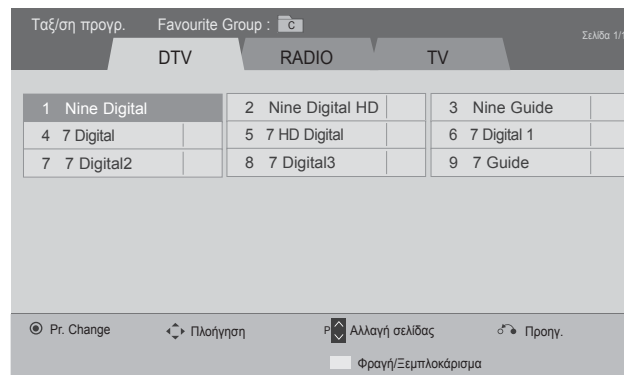 Ταξ/ση προγρ. Favourite Group : C
Σελίδα 1/1
DTV RADIO TV
1 Nine Digital 2 Nine Digital HD 3 Nine Guide
4 7 Digital 5 7 HD Digital 6 7 Digital 1
7 7 Digital2 8 7 Digital3 9 7 Guide
Pr. Change Πλοήγηση P Αλλαγή σελίδας Προηγ.
Φραγή/Ξεμπλοκάρισμα